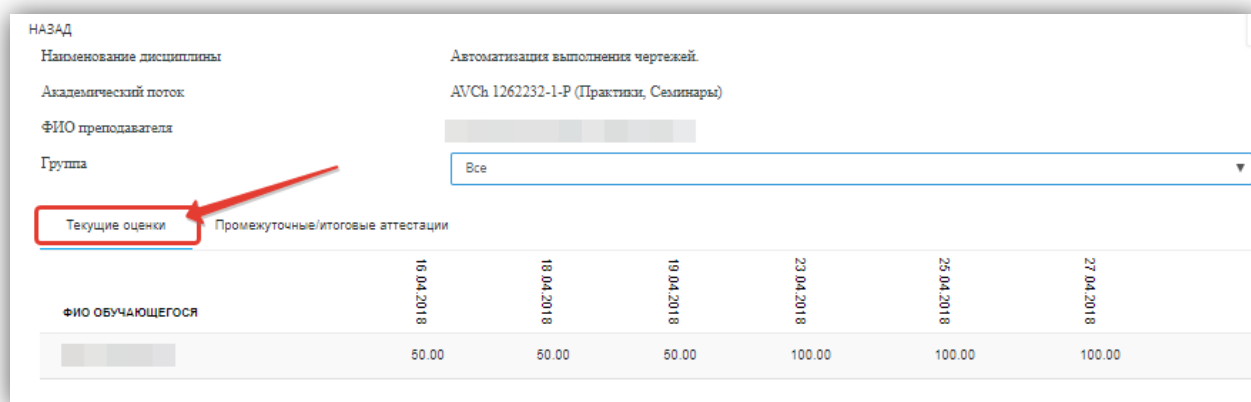 НАЗАД
Наименование дисциплины Автоматизация выполнения чертежей.
Академический поток AVCh 1262232-1-P (Практики, Семинары)
ФИО преподавателя
Группа Все
Текущие оценки Промежуточные/итоговые аттестации
ФИО ОБУЧАЮЩЕГОСЯ 16.04.2018 18.04.2018 19.04.2018 23.04.2018 25.04.2018 27.04.2018
50.00 50.00 50.00 100.00 100.00 100.00